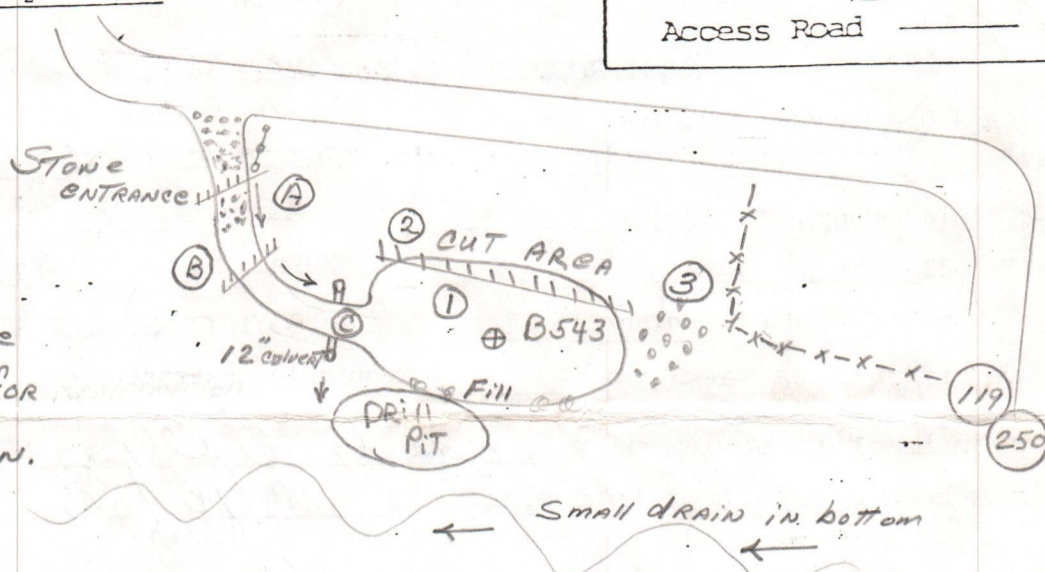 Access Road
STONE
ENTRANCE
A
B
2
CUT AREA
1
3
A
C
B543
12" CULVERT
Fill
DRILL
PIT
FOR
N.
119
250
Small drain in bottom